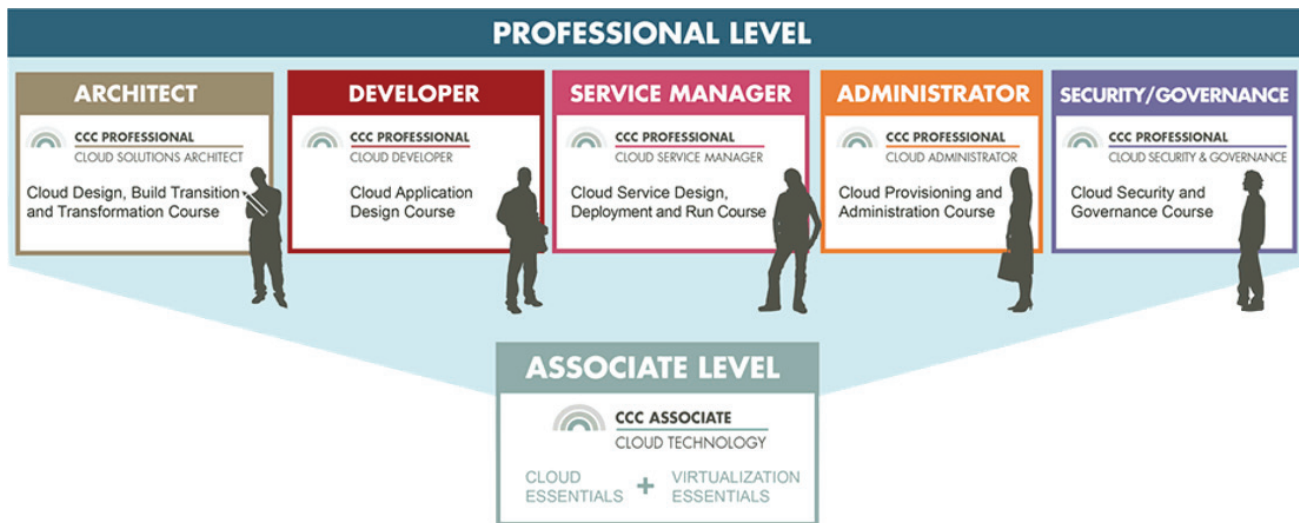 PROFESSIONAL LEVEL
ARCHITECT
CCC PROFESSIONAL
CLOUD SOLUTIONS ARCHITECT
Cloud Design, Build Transition
and Transformation Course
DEVELOPER
CCC PROFESSIONAL
CLOUD DEVELOPER
Cloud Application
Design Course
SERVICE MANAGER
CCC PROFESSIONAL
CLOUD SERVICE MANAGER
Cloud Service Design,
Deployment and Run Course
ADMINISTRATOR
CCC PROFESSIONAL
CLOUD ADMINISTRATOR
Cloud Provisioning and
Administration Course
SECURITY/GOVERNANCE
CCC PROFESSIONAL
CLOUD SECURITY & GOVERNANCE
Cloud Security and
Governance Course
ASSOCIATE LEVEL
CCC ASSOCIATE
CLOUD TECHNOLOGY
CLOUD
ESSENTIALS
+
VIRTUALIZATION
ESSENTIALS